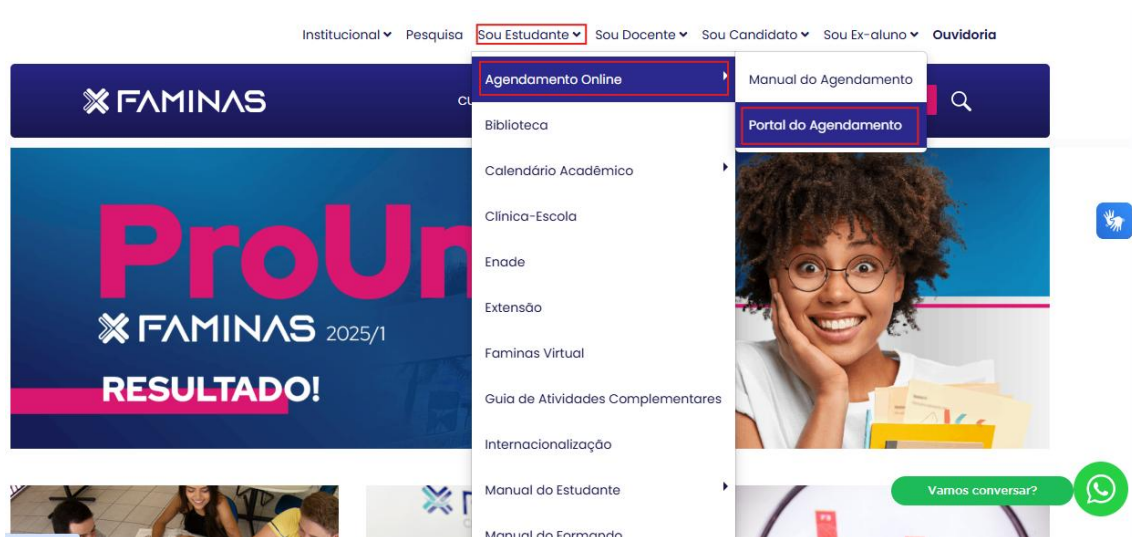 Institucional Pesquisa Sou Estudante Sou Docente Sou Candidato Sou Ex-aluno Ouvidoria
FAMINAS
Agendamento Online
Manual do Agendamento
Biblioteca
Portal do Agendamento
Calendário Acadêmico
Clínica-Escola
Enade
Extensão
Faminas Virtual
Guia de Atividades Complementares
Internacionalização
Manual do Estudante
Manual do Formando
ProUn
FAMINAS 2025/1
RESULTADO!
Vamos conversar?